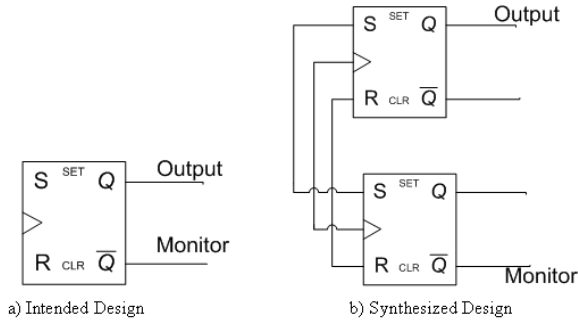 S SET Q Output
R CLR Q Monitor
a) Intended Design
S SET Q Output
R CLR Q
S SET Q
R CLR Q Monitor
b) Synthesized Design